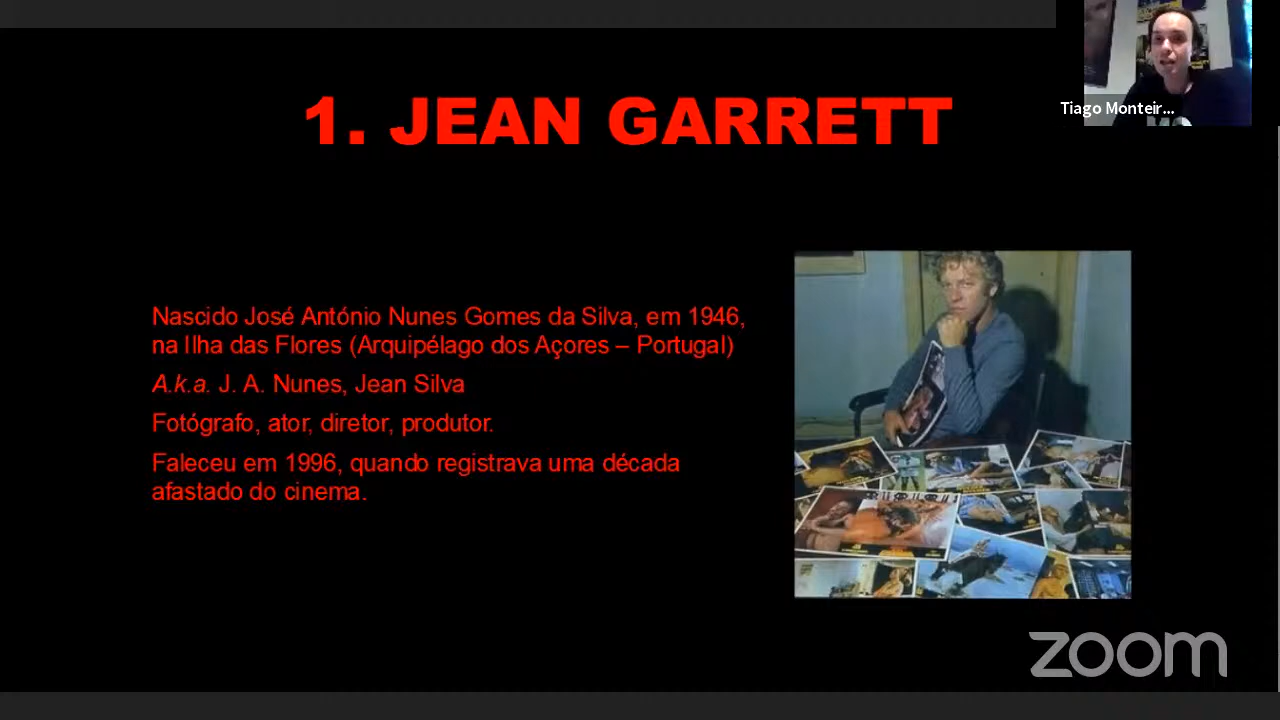 1. JEAN GARRETT
Tiago Monteir...
Nascido José António Nunes Gomes da Silva, em 1946,
na Ilha das Flores (Arquipélago dos Açores – Portugal)
A.k.a. J. A. Nunes, Jean Silva
Fotógrafo, ator, diretor, produtor.
Faleceu em 1996, quando registrava uma década
afastado do cinema.
zoom